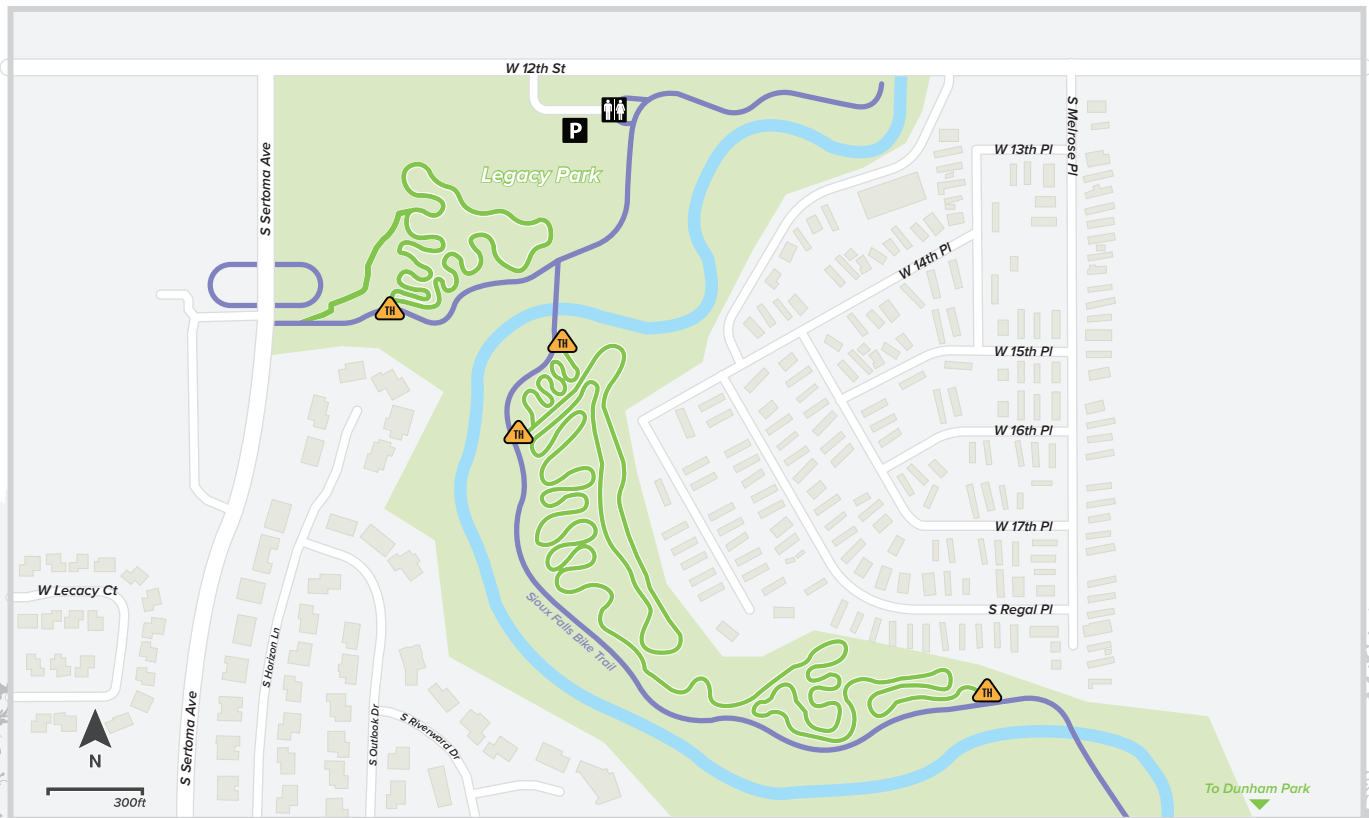 W 12th St
S Melrose Pl
P
W 13th Pl
S Sertoma Ave
Legacy Park
W 14th Pl
TH
TH
W 15th Pl
TH
W 16th Pl
W 17th Pl
W Lecacy Ct
Sioux Falls Bike Trail
S Regal Pl
S Horizon Ln
TH
S Sertoma Ave
S Outlook Dr
S Riverward Dr
N
To Dunham Park
300ft